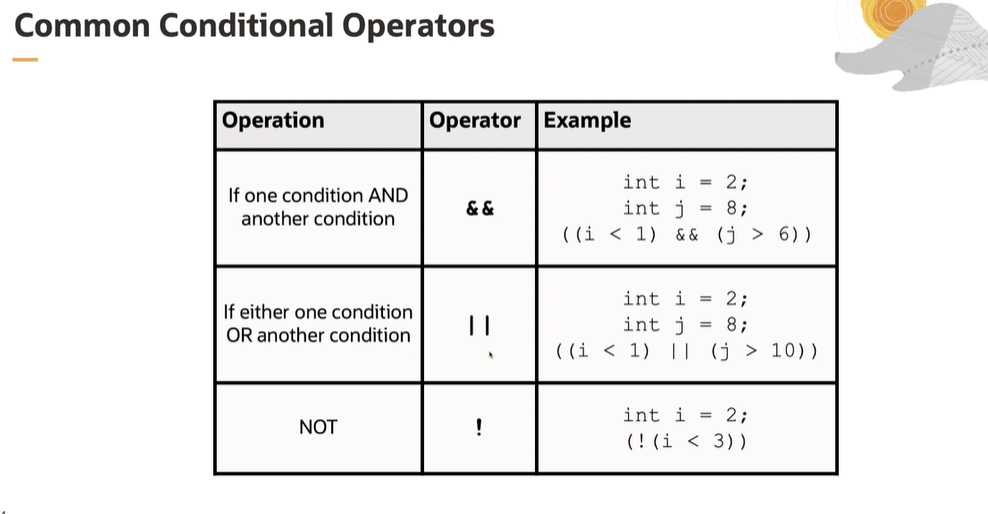 Common Conditional Operators
Operation
Operator
Example
If one condition AND
another condition
&&
int i = 2;
int j = 8;
((i < 1) && (j > 6))
If either one condition
OR another condition
||
int i = 2;
int j = 8;
((i < 1) || (j > 10))
NOT
!
int i = 2;
(!(i < 3))